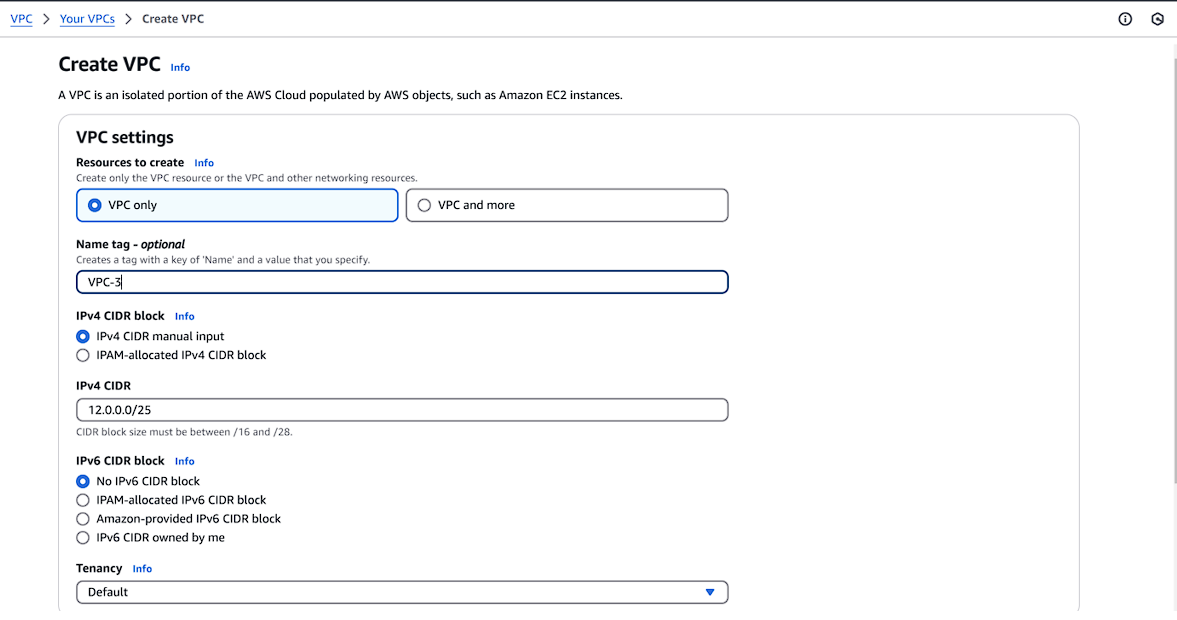 VPC > Your VPCs > Create VPC
Create VPC Info
A VPC is an isolated portion of the AWS Cloud populated by AWS objects, such as Amazon EC2 instances.
VPC settings
Resources to create Info
Create only the VPC resource or the VPC and other networking resources.
VPC only VPC and more
Name tag - optional
Creates a tag with a key of 'Name' and a value that you specify.
VPC-3
IPv4 CIDR block Info
IPv4 CIDR manual input
IPAM-allocated IPv4 CIDR block
IPv4 CIDR
12.0.0.0/25
CIDR block size must be between /16 and /28.
IPv6 CIDR block Info
No IPv6 CIDR block
IPAM-allocated IPv6 CIDR block
Amazon-provided IPv6 CIDR block
IPv6 CIDR owned by me
Tenancy Info
Default